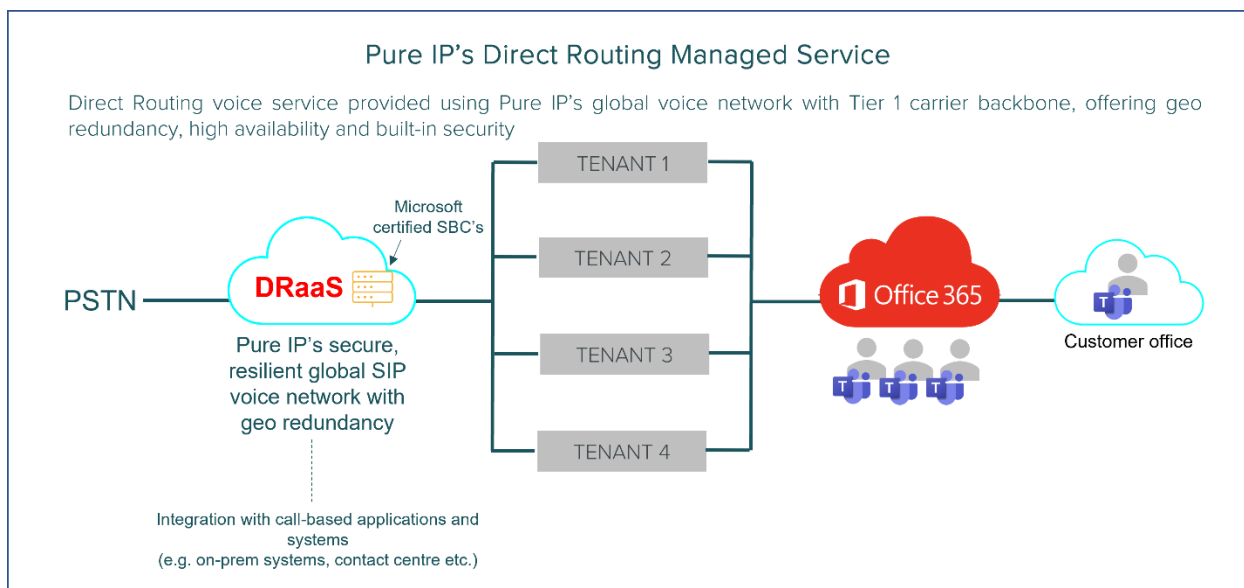 Pure IP's Direct Routing Managed Service
Direct Routing voice service provided using Pure IP's global voice network with Tier 1 carrier backbone, offering geo
redundancy, high availability and built-in security
TENANT 1
Microsoft
certified SBC's
TENANT 2
PSTN
DRaaS
Office 365
TENANT 3
Customer office
Pure IP's secure,
resilient global SIP
voice network with
geo redundancy
T
T
T
T
TENANT 4
Integration with call-based applications and
systems
(e.g. on-prem systems, contact centre etc.)